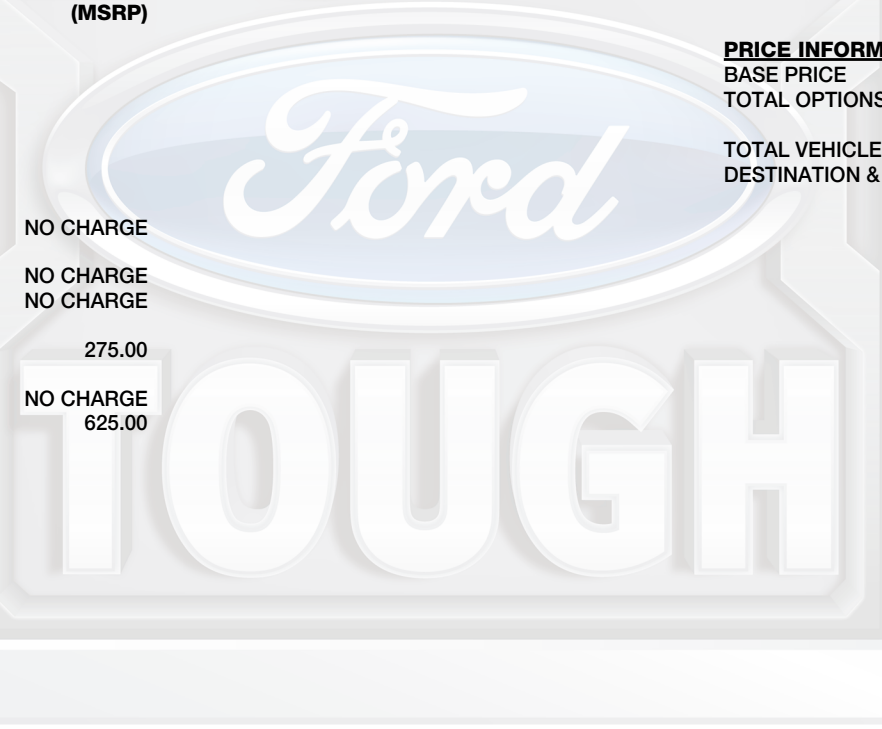 (MSRP)
NO CHARGE
NO CHARGE
NO CHARGE
275.00
NO CHARGE
625.00
PRICE INFORM
BASE PRICE
TOTAL OPTIONS
TOTAL VEHICLE
DESTINATION &
Ford
TOUGH